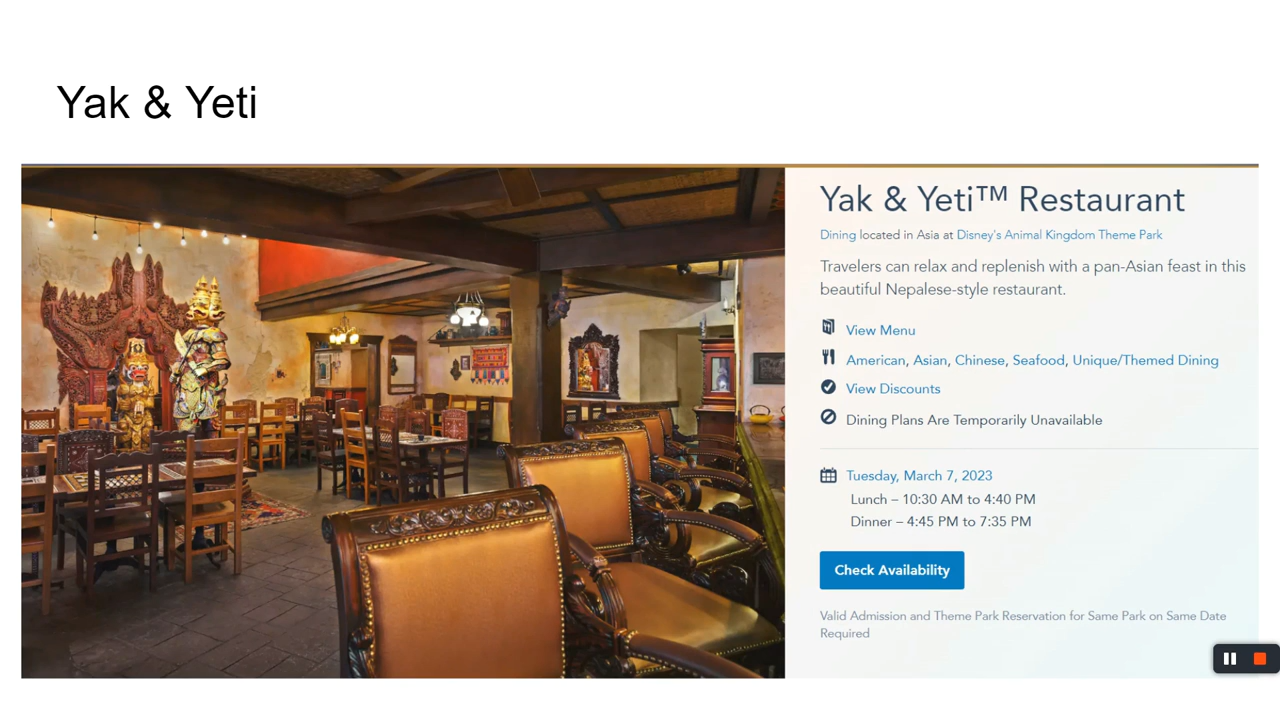 Yak & Yeti
Yak & Yeti™ Restaurant
Dining located in Asia at Disney's Animal Kingdom Theme Park
Travelers can relax and replenish with a pan-Asian feast in this
beautiful Nepalese-style restaurant.
View Menu
American, Asian, Chinese, Seafood, Unique/Themed Dining
View Discounts
Dining Plans Are Temporarily Unavailable
Tuesday, March 7, 2023
Lunch – 10:30 AM to 4:40 PM
Dinner – 4:45 PM to 7:35 PM
Check Availability
Valid Admission and Theme Park Reservation for Same Park on Same Date
Required